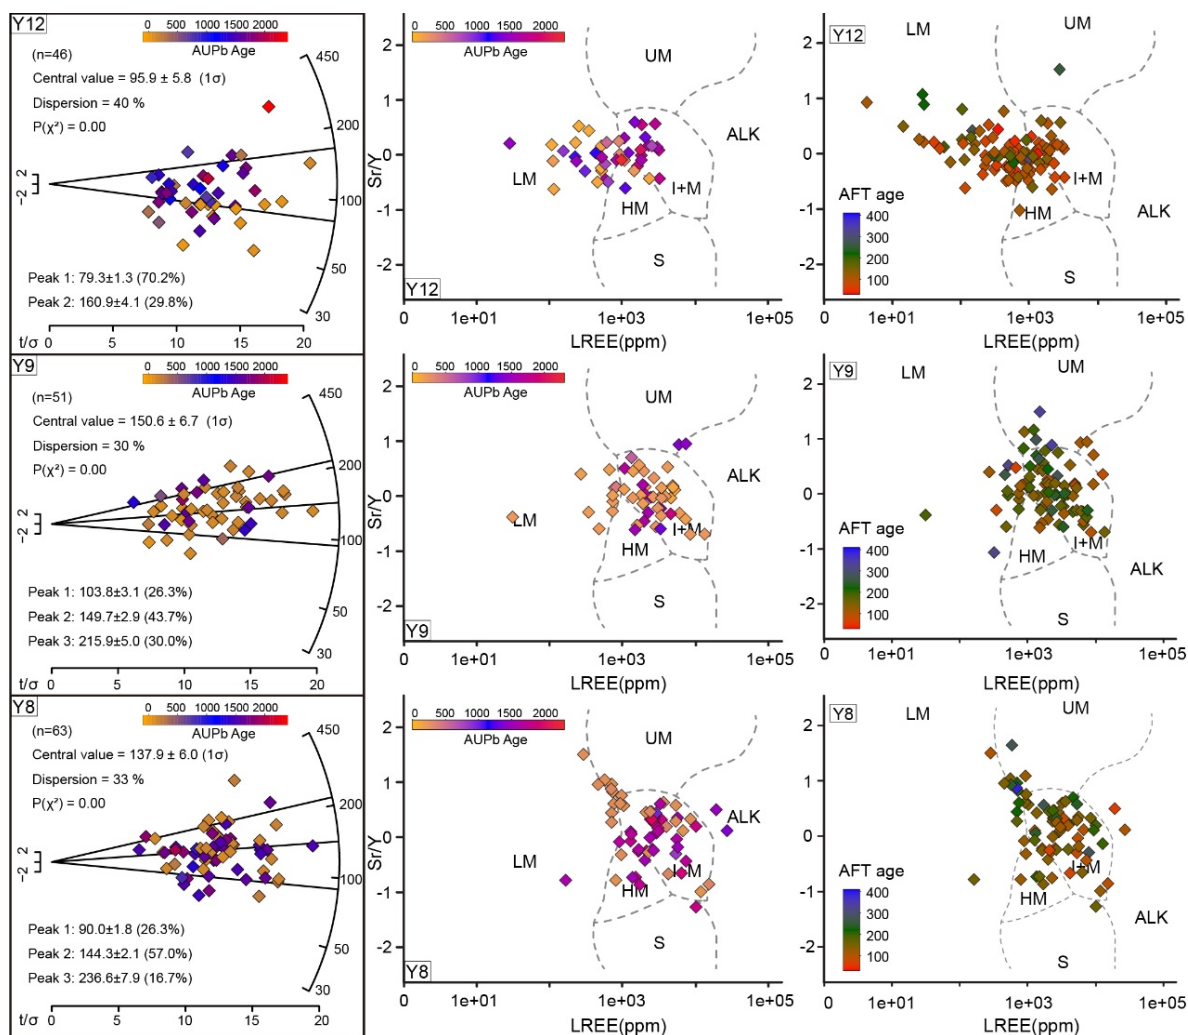 Y12
0 500 1000 1500 2000
AUPb Age
(n=46)
Central value = 95.9 ± 5.8 (1σ)
Dispersion = 40 %
P(χ²) = 0.00
450
200
100
50
30
2
-2
Peak 1: 79.3±1.3 (70.2%)
Peak 2: 160.9±4.1 (29.8%)
t/σ 0 5 10 15 20
0 500 1000 1500 2000
AUPb Age
UM
ALK
LM
I+M
HM
S
Sr/Y
2
1
0
-1
-2
Y12
0 1e+01 1e+03 1e+05
LREE(ppm)
Y12
LM
UM
ALK
I+M
HM
S
AFT age
400
300
200
100
2
1
0
-1
-2
0 1e+01 1e+03 1e+05
LREE(ppm)
Y9
0 500 1000 1500 2000
AUPb Age
(n=51)
Central value = 150.6 ± 6.7 (1σ)
Dispersion = 30 %
P(χ²) = 0.00
450
200
100
50
30
2
-2
Peak 1: 103.8±3.1 (26.3%)
Peak 2: 149.7±2.9 (43.7%)
Peak 3: 215.9±5.0 (30.0%)
t/σ 0 5 10 15 20
0 500 1000 1500 2000
AUPb Age
UM
ALK
LM
I+M
HM
S
Sr/Y
2
1
0
-1
-2
Y9
0 1e+01 1e+03 1e+05
LREE(ppm)
Y9
LM
UM
ALK
I+M
HM
S
AFT age
400
300
200
100
2
1
0
-1
-2
0 1e+01 1e+03 1e+05
LREE(ppm)
Y8
0 500 1000 1500 2000
AUPb Age
(n=63)
Central value = 137.9 ± 6.0 (1σ)
Dispersion = 33 %
P(χ²) = 0.00
450
200
100
50
30
2
-2
Peak 1: 90.0±1.8 (26.3%)
Peak 2: 144.3±2.1 (57.0%)
Peak 3: 236.6±7.9 (16.7%)
t/σ 0 5 10 15 20
0 500 1000 1500 2000
AUPb Age
UM
ALK
LM
I+M
HM
S
Sr/Y
2
1
0
-1
-2
Y8
0 1e+01 1e+03 1e+05
LREE(ppm)
Y8
LM
UM
ALK
I+M
HM
S
AFT age
400
300
200
100
2
1
0
-1
-2
0 1e+01 1e+03 1e+05
LREE(ppm)